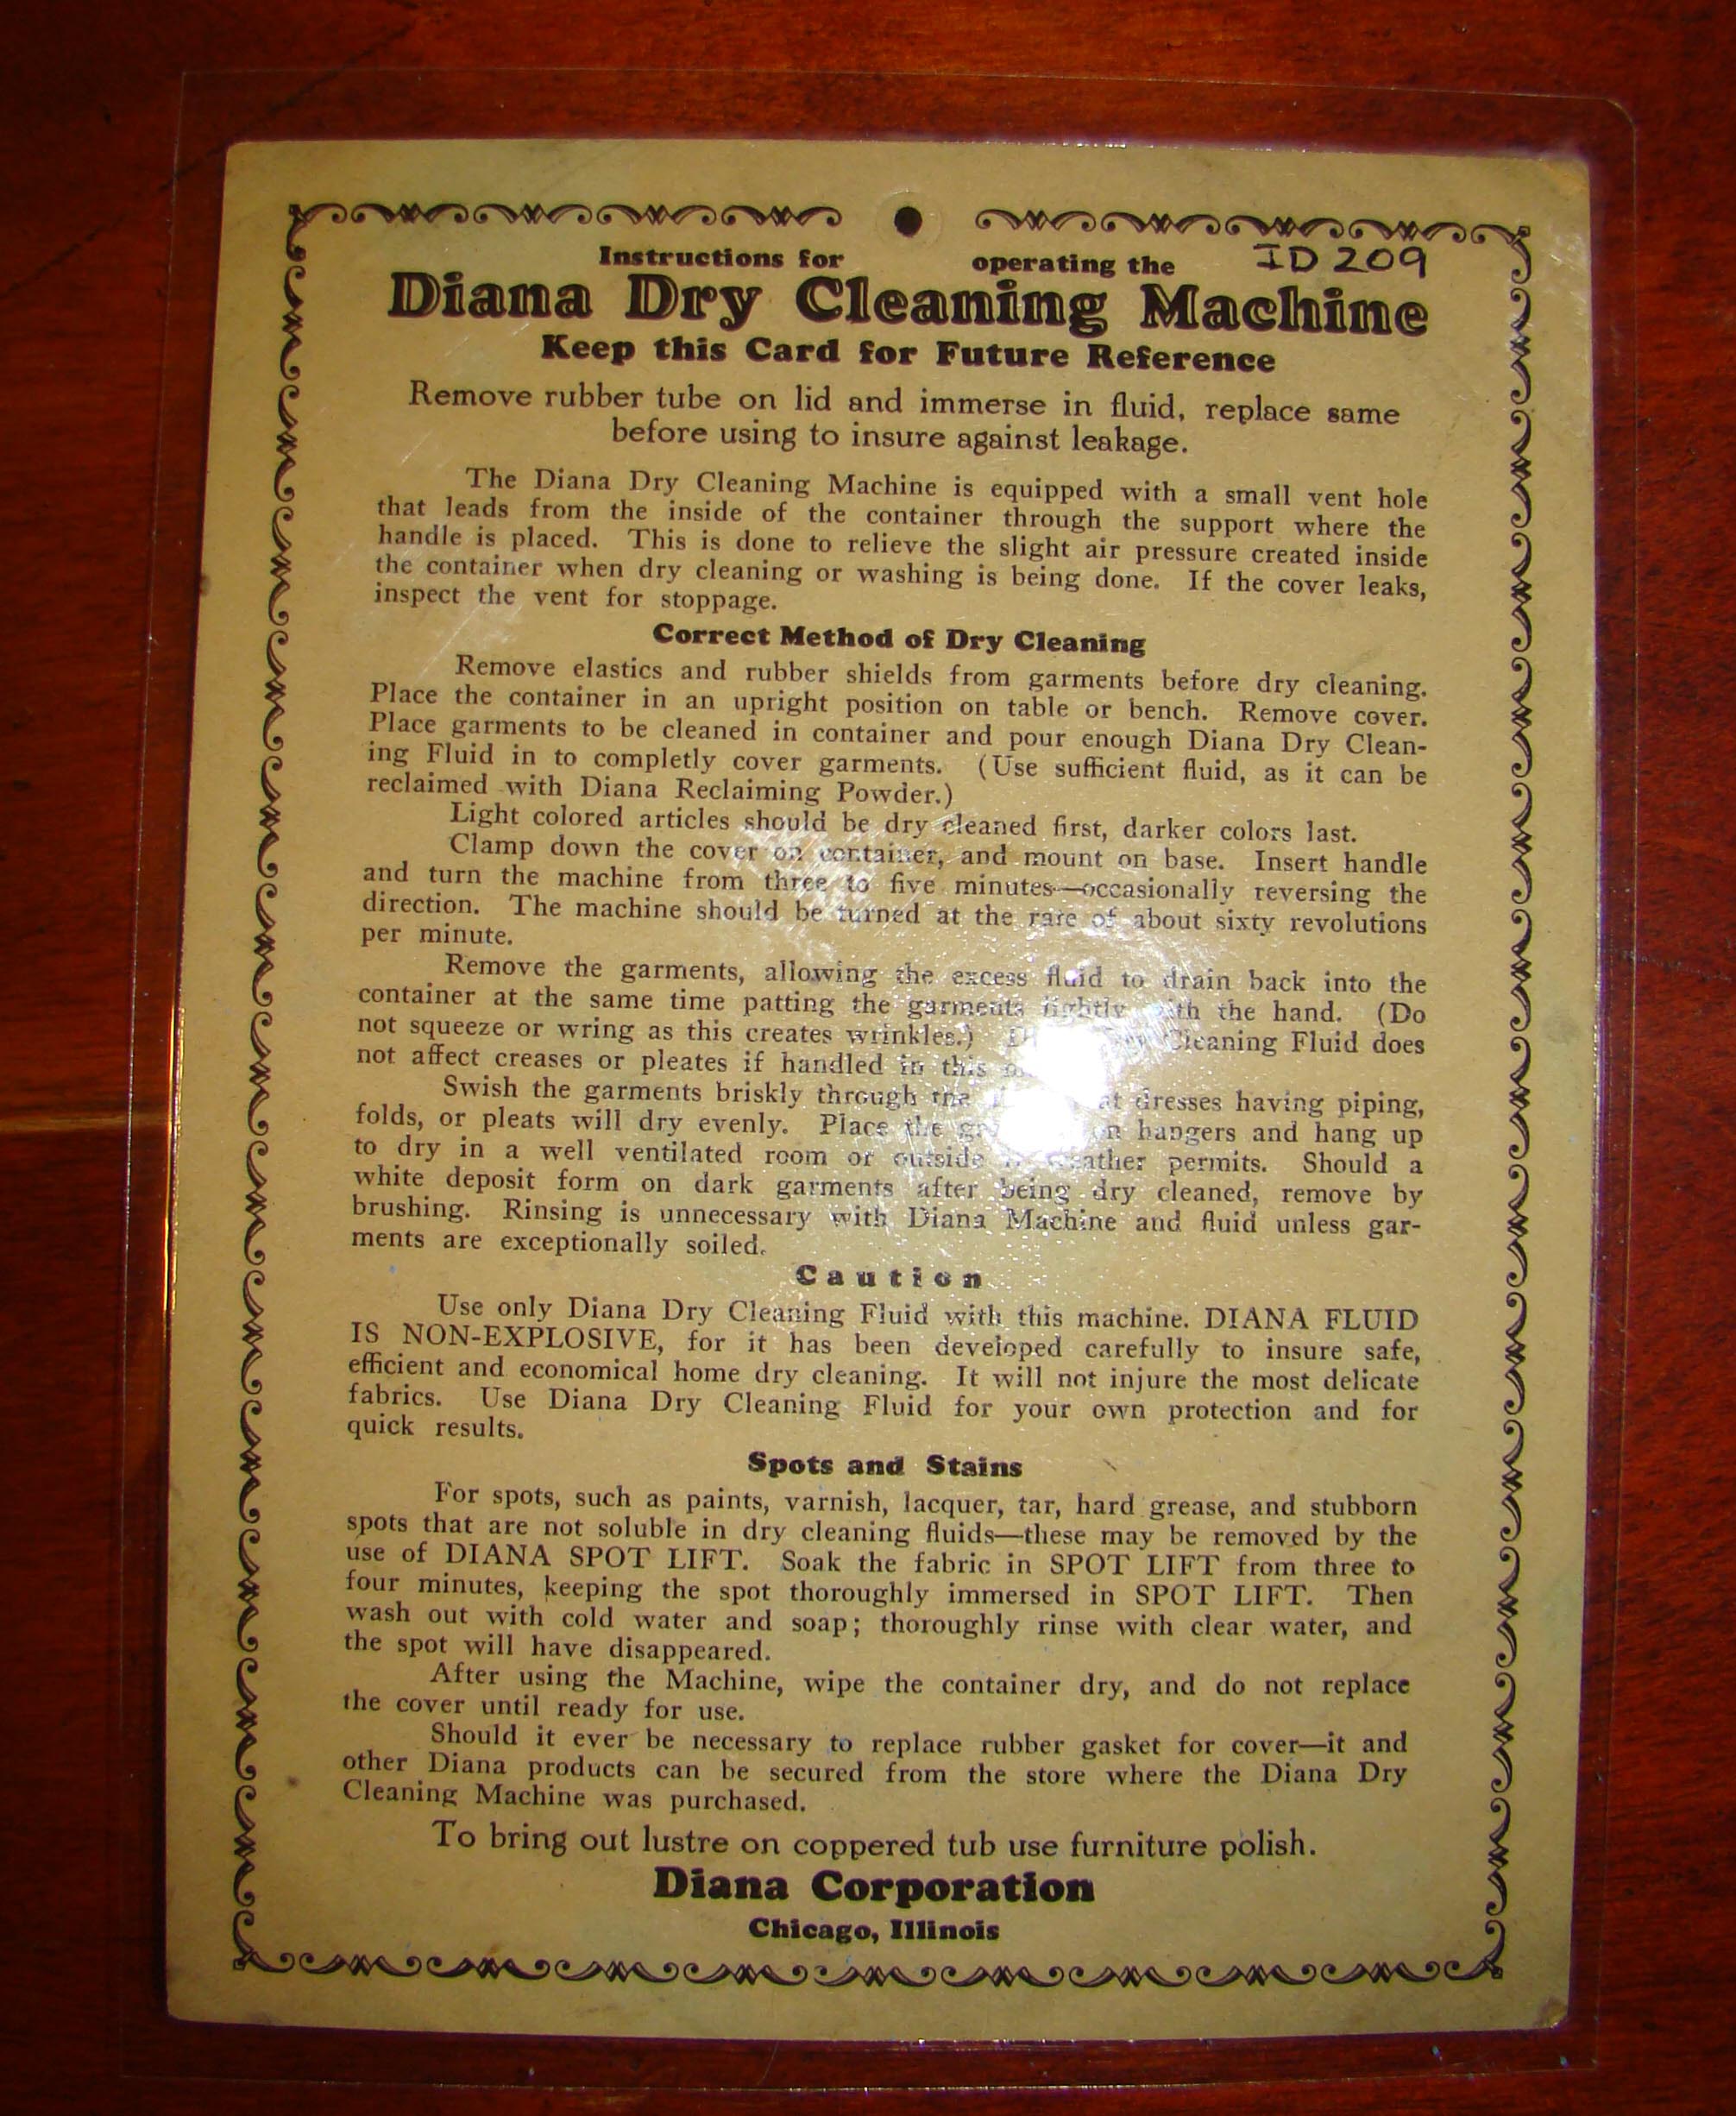 Instructions for operating the ID 209
Diana Dry Cleaning Machine
Keep this Card for Future Reference
Remove rubber tube on lid and immerse in fluid, replace same
before using to insure against leakage.
The Diana Dry Cleaning Machine is equipped with a small vent hole
that leads from the inside of the container through the support where the
handle is placed. This is done to relieve the slight air pressure created inside
the container when dry cleaning or washing is being done. If the cover leaks,
inspect the vent for stoppage.
Correct Method of Dry Cleaning
Remove elastics and rubber shields from garments before dry cleaning.
Place the container in an upright position on table or bench. Remove cover.
Place garments to be cleaned in container and pour enough Diana Dry Clean-
ing Fluid in to completly cover garments. (Use sufficient fluid, as it can be
reclaimed with Diana Reclaiming Powder.)
Light colored articles should be dry cleaned first, darker colors last.
Clamp down the cover on container, and mount on base. Insert handle
and turn the machine from three to five minutes—occasionally reversing the
direction. The machine should be turned at the rate of about sixty revolutions
per minute.
Remove the garments, allowing the excess fluid to drain back into the
container at the same time patting the garments lightly with the hand. (Do
not squeeze or wring as this creates wrinkles.) Cleaning Fluid does
not affect creases or pleats if handled in this
Swish the garments briskly through the dresses having piping,
folds, or pleats will dry evenly. Place the on hangers and hang up
to dry in a well ventilated room or outside weather permits. Should a
white deposit form on dark garments after being dry cleaned, remove by
brushing. Rinsing is unnecessary with Diana Machine and fluid unless gar-
ments are exceptionally soiled.
Caution
Use only Diana Dry Cleaning Fluid with this machine. DIANA FLUID
IS NON-EXPLOSIVE, for it has been developed carefully to insure safe,
efficient and economical home dry cleaning. It will not injure the most delicate
fabrics. Use Diana Dry Cleaning Fluid for your own protection and for
quick results.
Spots and Stains
For spots, such as paints, varnish, lacquer, tar, hard grease, and stubborn
spots that are not soluble in dry cleaning fluids—these may be removed by the
use of DIANA SPOT LIFT. Soak the fabric in SPOT LIFT from three to
four minutes, keeping the spot thoroughly immersed in SPOT LIFT. Then
wash out with cold water and soap; thoroughly rinse with clear water, and
the spot will have disappeared.
After using the Machine, wipe the container dry, and do not replace
the cover until ready for use.
Should it ever be necessary to replace rubber gasket for cover—it and
other Diana products can be secured from the store where the Diana Dry
Cleaning Machine was purchased.
To bring out lustre on coppered tub use furniture polish.
Diana Corporation
Chicago, Illinois